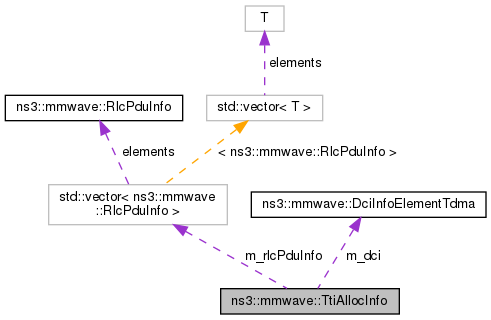 T
elements
ns3::mmwave::RlcPduInfo
std::vector< T >
elements
< ns3::mmwave::RlcPduInfo >
std::vector< ns3::mmwave
::RlcPduInfo >
ns3::mmwave::DciInfoElementTdma
m_rlcPduInfo
m_dci
ns3::mmwave::TtiAllocInfo